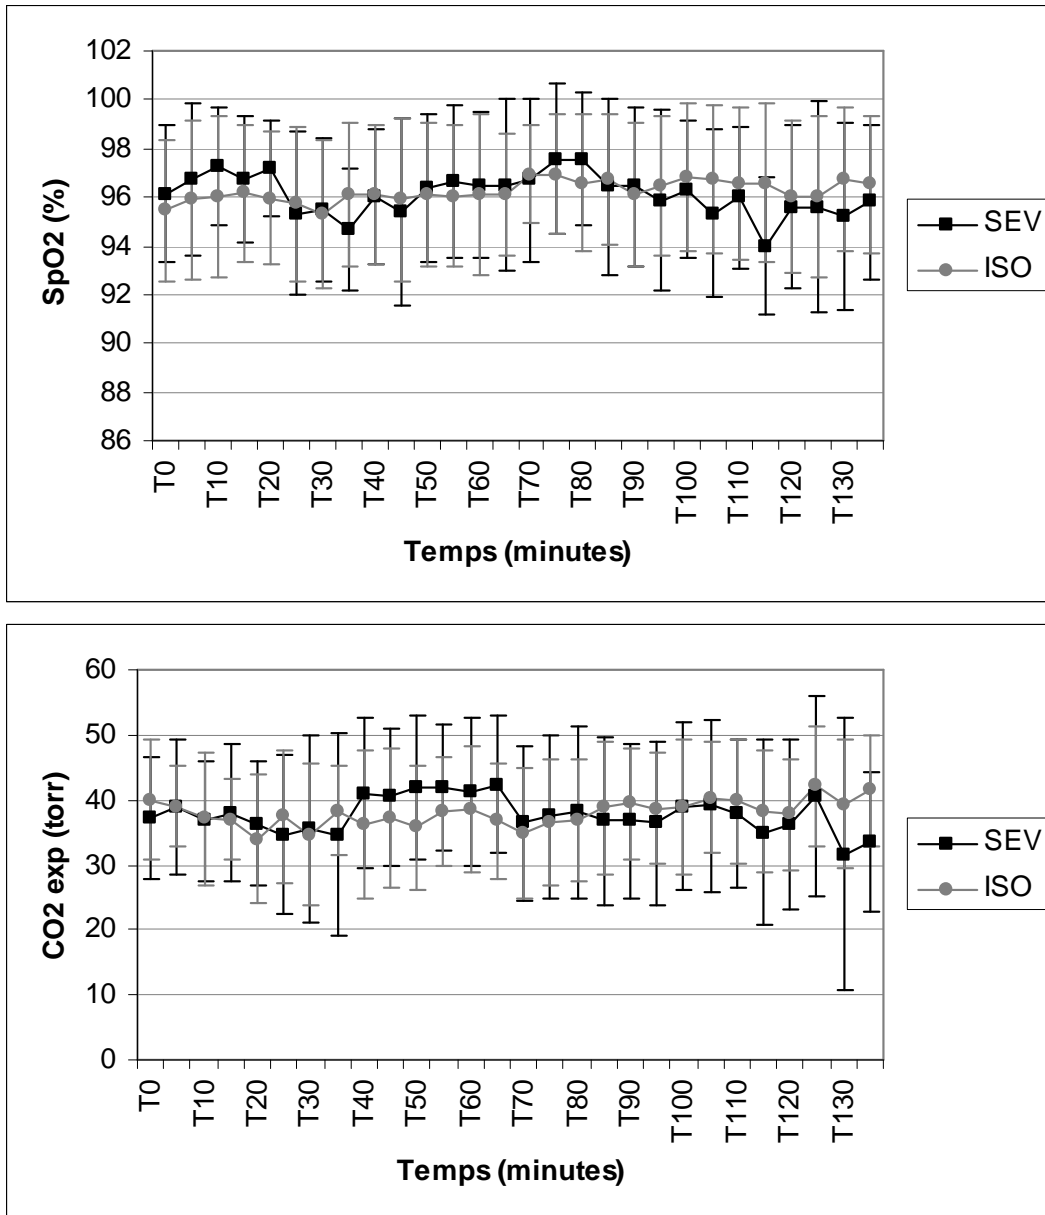 102
100
98
96
94
92
90
88
86
SpO2 (%)
T0
T10
T20
T30
T40
T50
T60
T70
T80
T90
T100
T110
T120
T130
Temps (minutes)
SEV
ISO
60
50
40
30
20
10
0
CO2 exp (torr)
T0
T10
T20
T30
T40
T50
T60
T70
T80
T90
T100
T110
T120
T130
Temps (minutes)
SEV
ISO